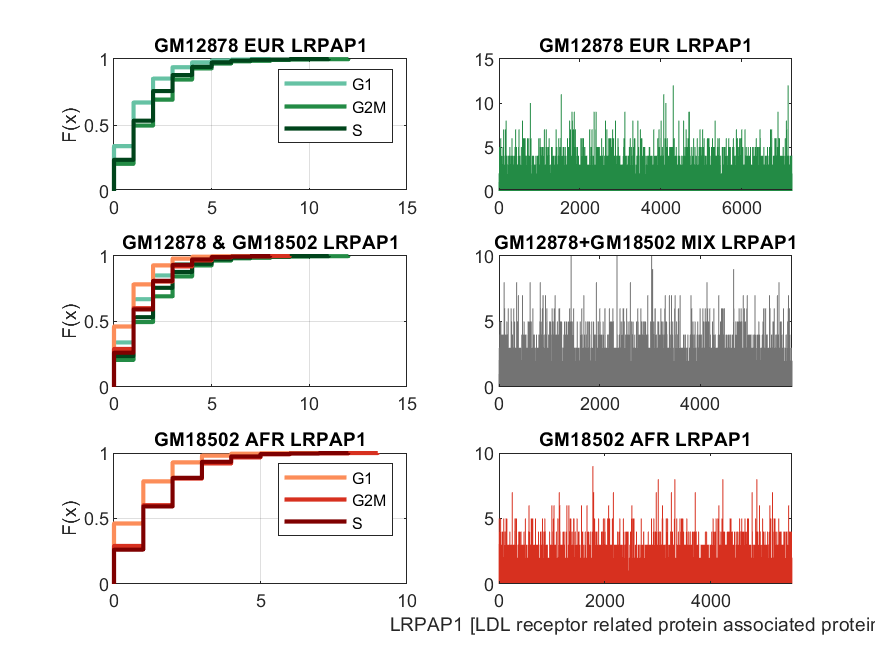 GM12878 EUR LRPAP1
1
0.5
0
F(x)
0 5 10 15
G1
G2M
S
GM12878 EUR LRPAP1
15
10
5
0
0 2000 4000 6000
GM12878 & GM18502 LRPAP1
1
0.5
0
F(x)
0 5 10 15
GM12878+GM18502 MIX LRPAP1
10
5
0
0 2000 4000
GM18502 AFR LRPAP1
1
0.5
0
F(x)
0 5 10
G1
G2M
S
GM18502 AFR LRPAP1
10
5
0
0 2000 4000
LRPAP1 [LDL receptor related protein associated protein